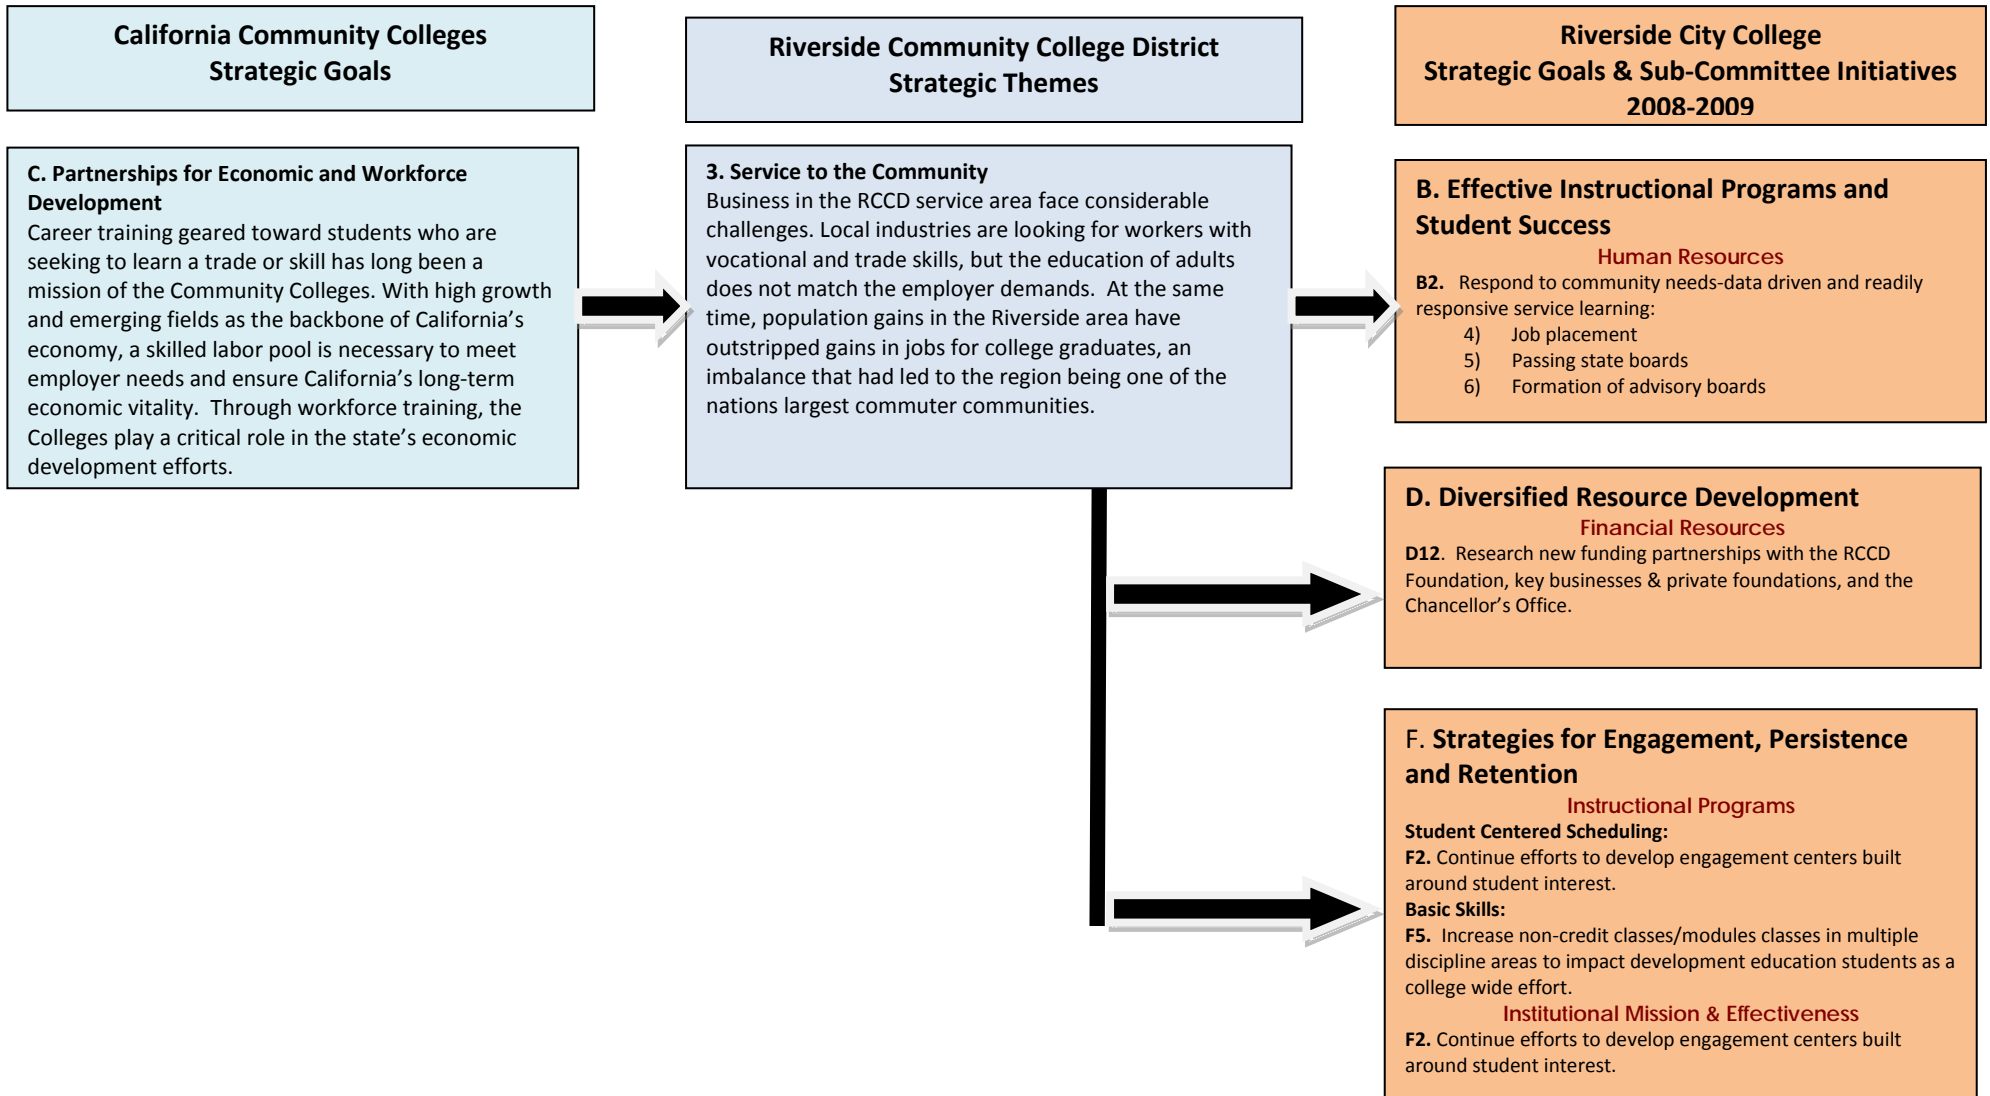 California Community Colleges
Strategic Goals
Riverside Community College District
Strategic Themes
Riverside City College
Strategic Goals & Sub-Committee Initiatives
2008-2009
C. Partnerships for Economic and Workforce
Development
Career training geared toward students who are
seeking to learn a trade or skill has long been a
mission of the Community Colleges. With high growth
and emerging fields as the backbone of California’s
economy, a skilled labor pool is necessary to meet
employer needs and ensure California’s long-term
economic vitality.  Through workforce training, the
Colleges play a critical role in the state’s economic
development efforts.
3. Service to the Community
Business in the RCCD service area face considerable
challenges. Local industries are looking for workers with
vocational and trade skills, but the education of adults
does not match the employer demands.  At the same
time, population gains in the Riverside area have
outstripped gains in jobs for college graduates, an
imbalance that had led to the region being one of the
nations largest commuter communities.
B. Effective Instructional Programs and
Student Success
Human Resources
B2.   Respond to community needs-data driven and readily
responsive service learning:
4)    Job placement
5)    Passing state boards
6)    Formation of advisory boards
D. Diversified Resource Development
Financial Resources
D12.  Research new funding partnerships with the RCCD
Foundation, key businesses & private foundations, and the
Chancellor’s Office.
F. Strategies for Engagement, Persistence
and Retention
Instructional Programs
Student Centered Scheduling:
F2. Continue efforts to develop engagement centers built
around student interest.
Basic Skills:
F5.  Increase non-credit classes/modules classes in multiple
discipline areas to impact development education students as a
college wide effort.
Institutional Mission & Effectiveness
F2. Continue efforts to develop engagement centers built
around student interest.